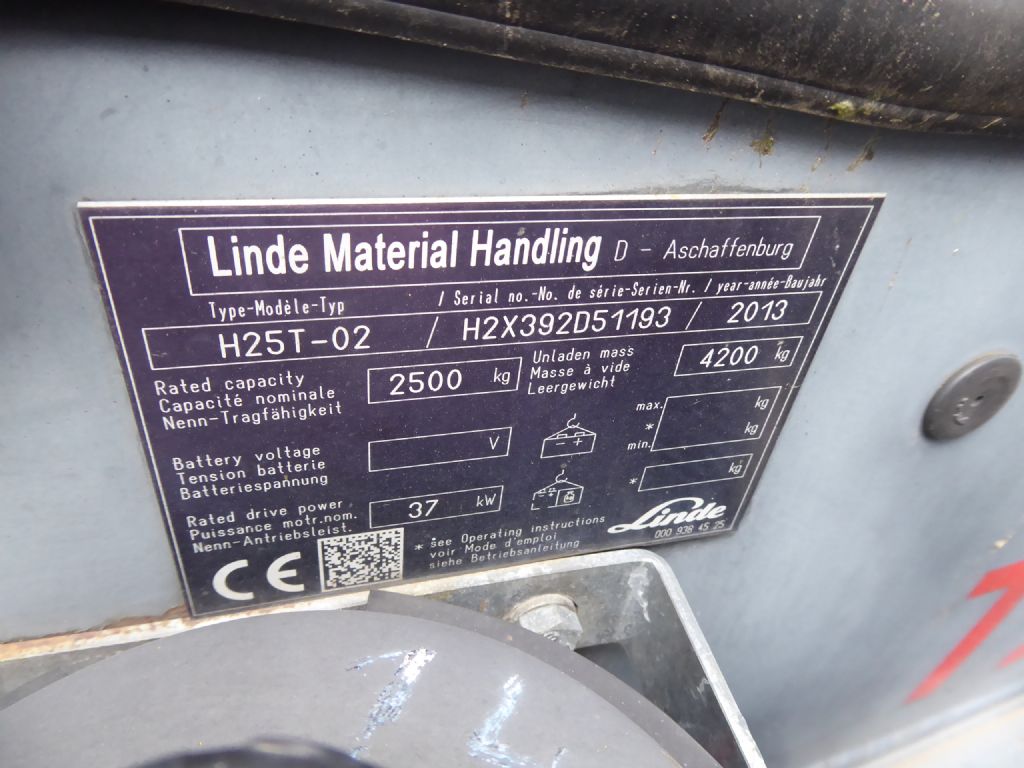 Linde Material Handling D - Aschaffenburg
Type-Modèle-Typ / Serial no.-No. de série-Serien-Nr. / year-année-Baujahr
H25T-02 / H2X392D51193 / 2013
Rated capacity
Capacité nominale
Nenn-Tragfähigkeit
2500 kg
Unladen mass
Masse à vide
Leergewicht
4200 kg
Battery voltage
Tension batterie
Batteriespannung
V
max. kg
* kg
min.
* kg
Rated drive power
Puissance motr.nom.
Nenn-Antriebsleist.
37 kW
* see Operating instructions
voir Mode d'emploi
siehe Betriebsanleitung
Linde
000 938 45 25
CE